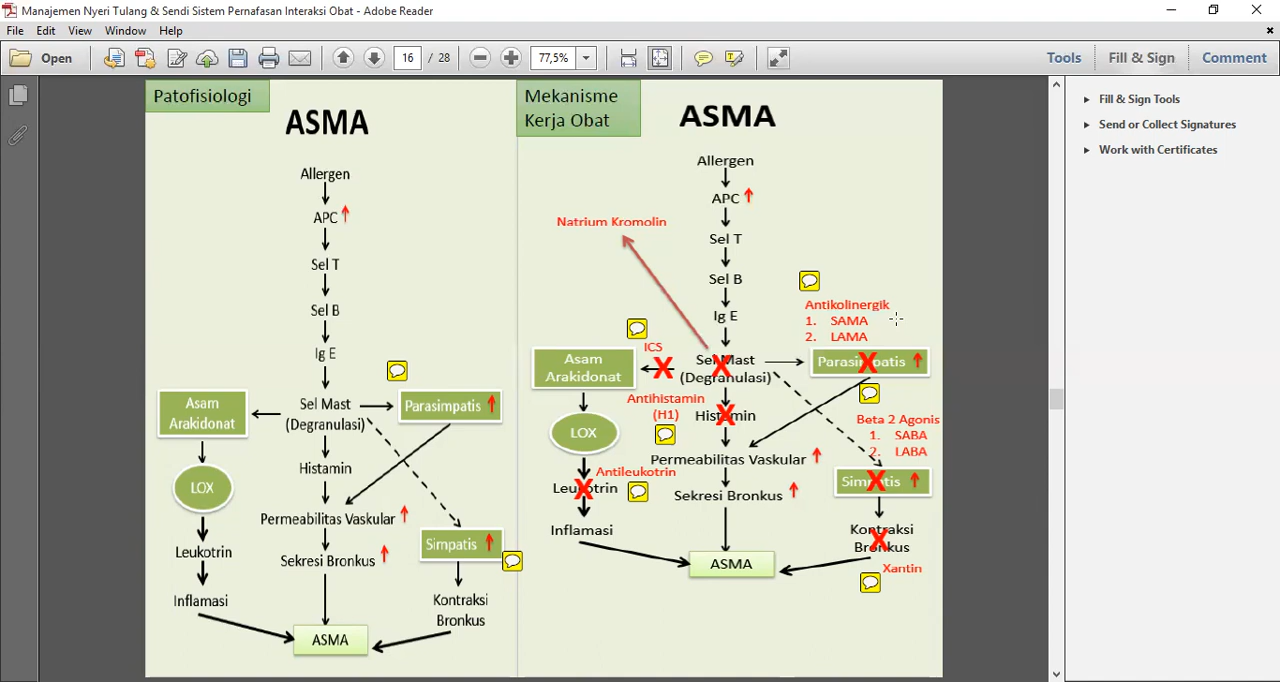 Manajemen Nyeri Tulang & Sendi Sistem Pernafasan Interaksi Obat - Adobe Reader
File Edit View Window Help
Open
16 / 28
77,5%
Tools Fill & Sign Comment
Fill & Sign Tools
Send or Collect Signatures
Work with Certificates
Patofisiologi
ASMA
Allergen
APC
Sel T
Sel B
Ig E
Sel Mast
(Degranulasi)
Asam
Arakidonat
Parasimpatis
Histamin
LOX
Permeabilitas Vaskular
Simpatis
Leukotrin
Sekresi Bronkus
Inflamasi
Kontraksi
Bronkus
ASMA
Mekanisme
Kerja Obat
ASMA
Allergen
APC
Natrium Kromolin
Sel T
Sel B
Ig E
Antikolinergik
1. SAMA
2. LAMA
ICS
Asam
Arakidonat
Sel Mast
(Degranulasi)
Parasimpatis
Antihistamin
(H1)
Histamin
Beta 2 Agonis
1. SABA
2. LABA
LOX
Permeabilitas Vaskular
Antileukotrin
Simpatis
Leukotrin
Sekresi Bronkus
Inflamasi
Kontraksi
Bronkus
ASMA
Xantin